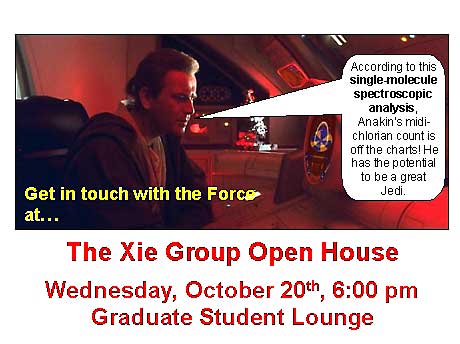 According to this
single-molecule
spectroscopic
analysis,
Anakin's midi-
chlorian count is
off the charts! He
has the potential
to be a great
Jedi.
Get in touch with the Force
at…
The Xie Group Open House
Wednesday, October 20th, 6:00 pm
Graduate Student Lounge